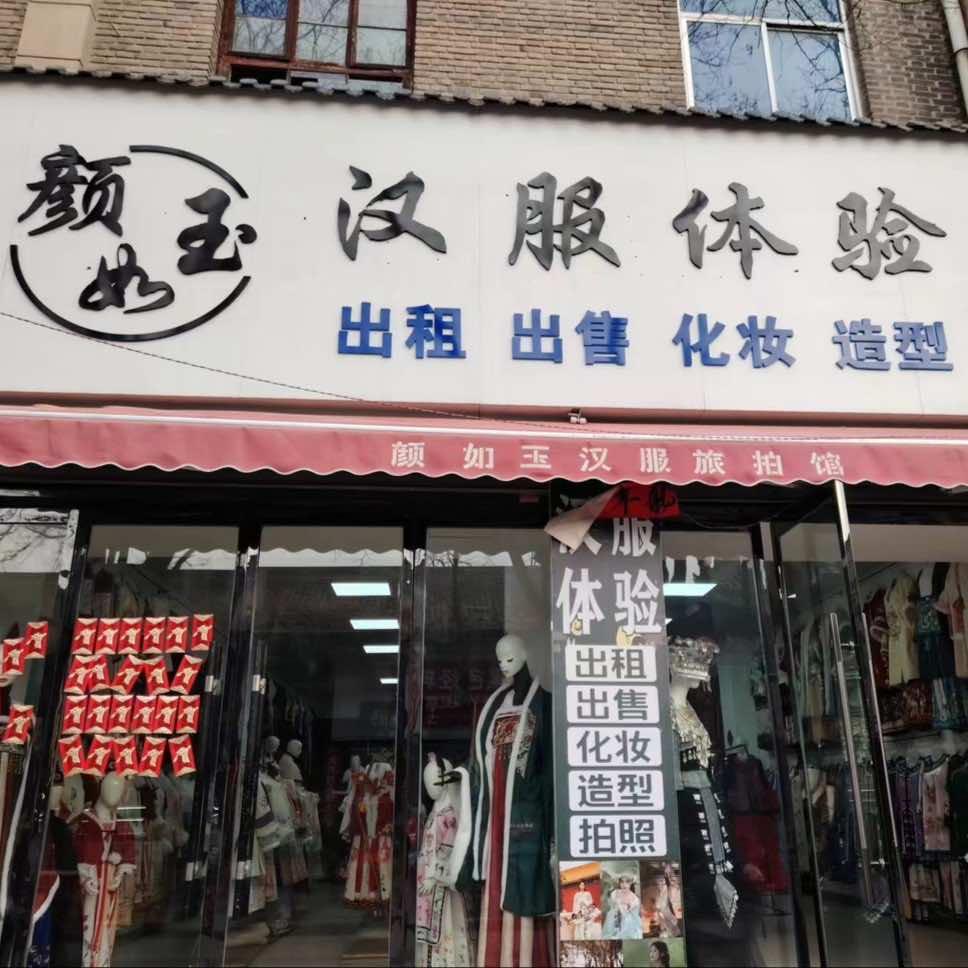 颜如玉
汉服体验
出租 出售 化妆 造型
颜如玉汉服旅拍馆
汉服
体验
出租
出售
化妆
造型
拍照